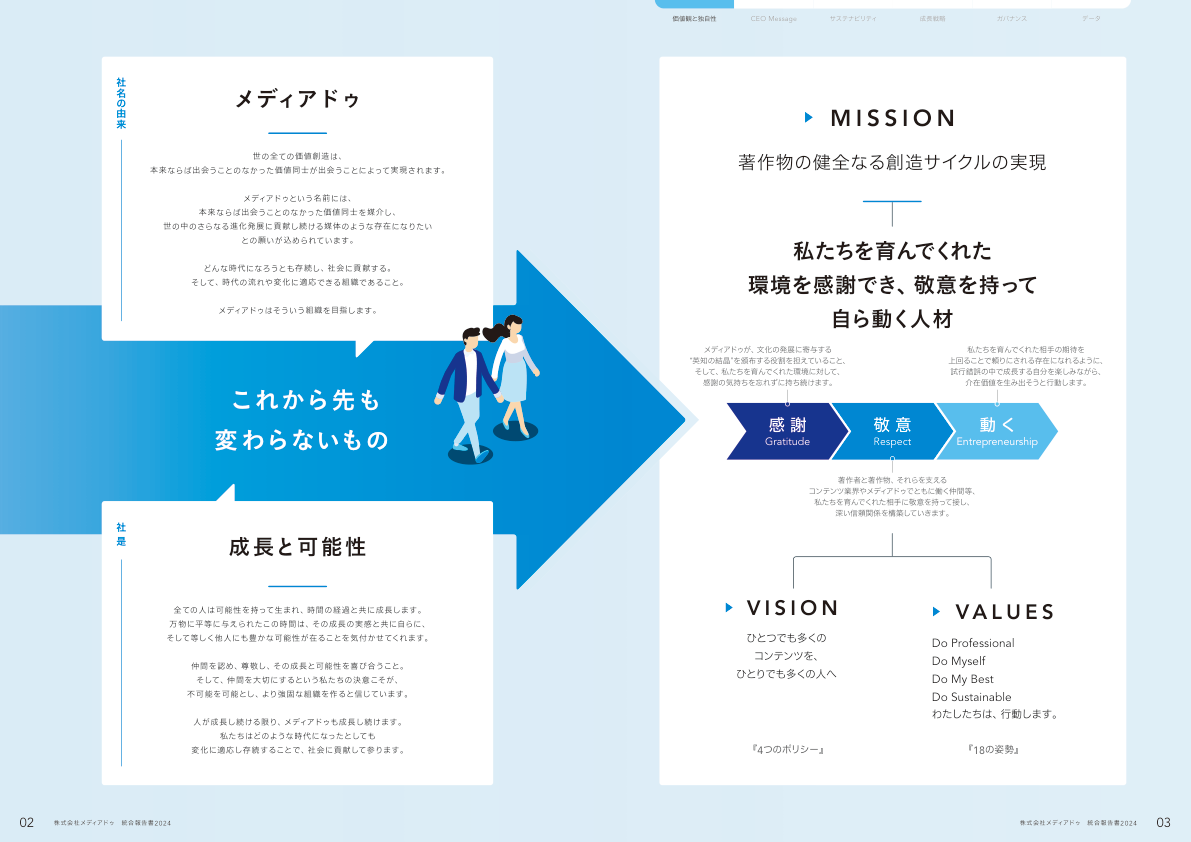 価値観と独自性
CEO Message
サステナビリティ
成長戦略
ガバナンス
データ
社名の由来
メディアドゥ
世の全ての価値創造は、
本来ならば出会うことのなかった価値同士が出会うことによって実現されます。
メディアドゥという名前には、
本来ならば出会うことのなかった価値同士を媒介し、
世の中のさらなる進化発展に貢献し続ける媒体のような存在になりたい
との願いが込められています。
どんな時代になろうとも存続し、社会に貢献する。
そして、時代の流れや変化に適応できる組織であること。
メディアドゥはそういう組織を目指します。
これから先も
変わらないもの
社是
成長と可能性
全ての人は可能性を持って生まれ、時間の経過と共に成長します。
万物に平等に与えられたこの時間は、その成長の実感と共に自らに、
そして等しく他人にも豊かな可能性が在ることを気付かせてくれます。
仲間を認め、尊敬し、その成長と可能性を喜び合うこと。
そして、仲間を大切にするという私たちの決意こそが、
不可能を可能とし、より強固な組織を作ると信じています。
人が成長し続ける限り、メディアドゥも成長し続けます。
私たちはどのような時代になったとしても
変化に適応し存続することで、社会に貢献して参ります。
02
株式会社メディアドゥ 統合報告書2024
MISSION
著作物の健全なる創造サイクルの実現
私たちを育んでくれた
環境を感謝でき、敬意を持って
自ら動く人材
メディアドゥが、文化の発展に寄与する
“英知の結晶”を頒布する役割を担えていること、
そして、私たちを育んでくれた環境に対して、
感謝の気持ちを忘れずに持ち続けます。
私たちを育んでくれた相手の期待を
上回ることで頼りにされる存在になれるように、
試行錯誤の中で成長する自分を楽しみながら、
介在価値を生み出そうと行動します。
感謝
Gratitude
敬意
Respect
動く
Entrepreneurship
著作者と著作物、それらを支える
コンテンツ業界やメディアドゥでともに働く仲間等、
私たちを育んでくれた相手に敬意を持って接し、
深い信頼関係を構築していきます。
VISION
ひとつでも多くの
コンテンツを、
ひとりでも多くの人へ
『4つのポリシー』
VALUES
Do Professional
Do Myself
Do My Best
Do Sustainable
わたしたちは、行動します。
『18の姿勢』
株式会社メディアドゥ 統合報告書2024
03